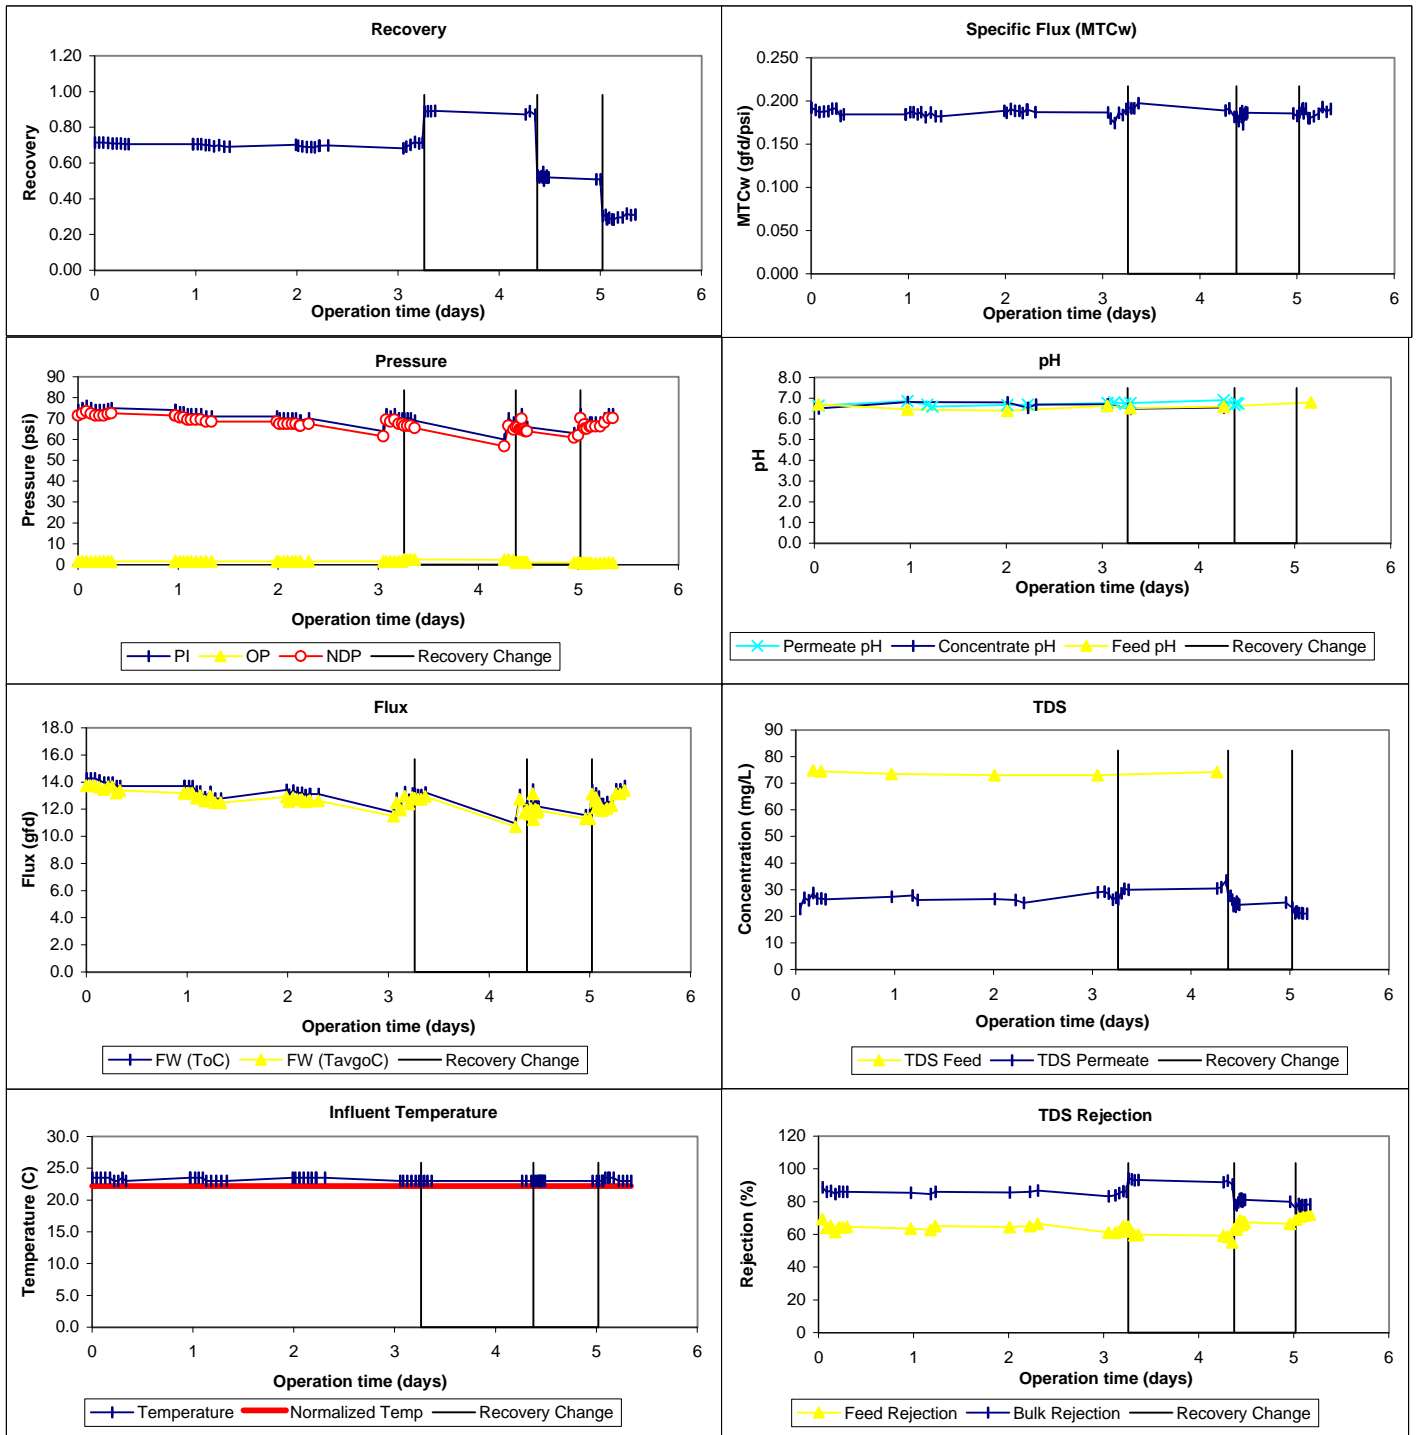 Recovery
1.20
1.00
0.80
0.60
0.40
0.20
0.00
Recovery
0 1 2 3 4 5 6
Operation time (days)
Specific Flux (MTCw)
0.250
0.200
0.150
0.100
0.050
0.000
MTCw (gfd/psi)
0 1 2 3 4 5 6
Operation time (days)
Pressure
90
80
70
60
50
40
30
20
10
0
Pressure (psi)
0 1 2 3 4 5 6
Operation time (days)
PI OP NDP Recovery Change
pH
8.0
7.0
6.0
5.0
4.0
3.0
2.0
1.0
0.0
pH
0 1 2 3 4 5 6
Operation time (days)
Permeate pH Concentrate pH Feed pH Recovery Change
Flux
18.0
16.0
14.0
12.0
10.0
8.0
6.0
4.0
2.0
0.0
Flux (gfd)
0 1 2 3 4 5 6
Operation time (days)
FW (ToC) FW (TavgoC) Recovery Change
TDS
90
80
70
60
50
40
30
20
10
0
Concentration (mg/L)
0 1 2 3 4 5 6
Operation time (days)
TDS Feed TDS Permeate Recovery Change
Influent Temperature
30.0
25.0
20.0
15.0
10.0
5.0
0.0
Temperature (C)
0 1 2 3 4 5 6
Operation time (days)
Temperature Normalized Temp Recovery Change
TDS Rejection
120
100
80
60
40
20
0
Rejection (%)
0 1 2 3 4 5 6
Operation time (days)
Feed Rejection Bulk Rejection Recovery Change